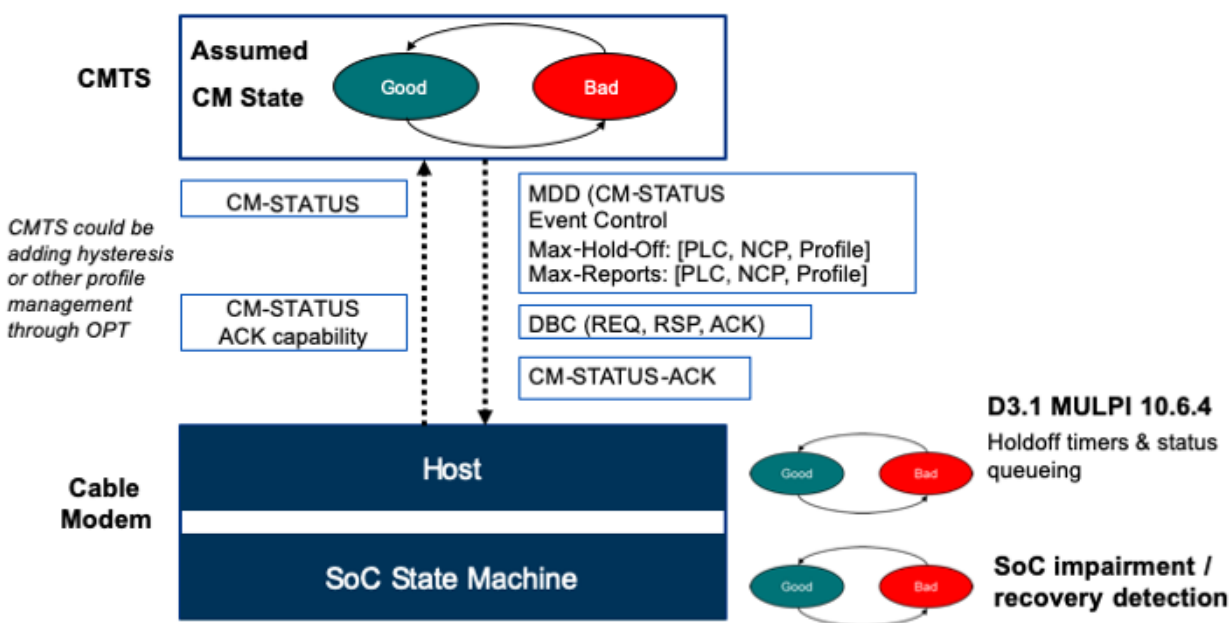 CMTS
Assumed
CM State
Good
Bad
CM-STATUS
CMTS could be
adding hysteresis
or other profile
management
through OPT
CM-STATUS
ACK capability
MDD (CM-STATUS
Event Control
Max-Hold-Off: [PLC, NCP, Profile]
Max-Reports: [PLC, NCP, Profile]
DBC (REQ, RSP, ACK)
CM-STATUS-ACK
Cable
Modem
Host
SoC State Machine
Good
Bad
D3.1 MULPI 10.6.4
Holdoff timers & status
queueing
Good
Bad
SoC impairment /
recovery detection